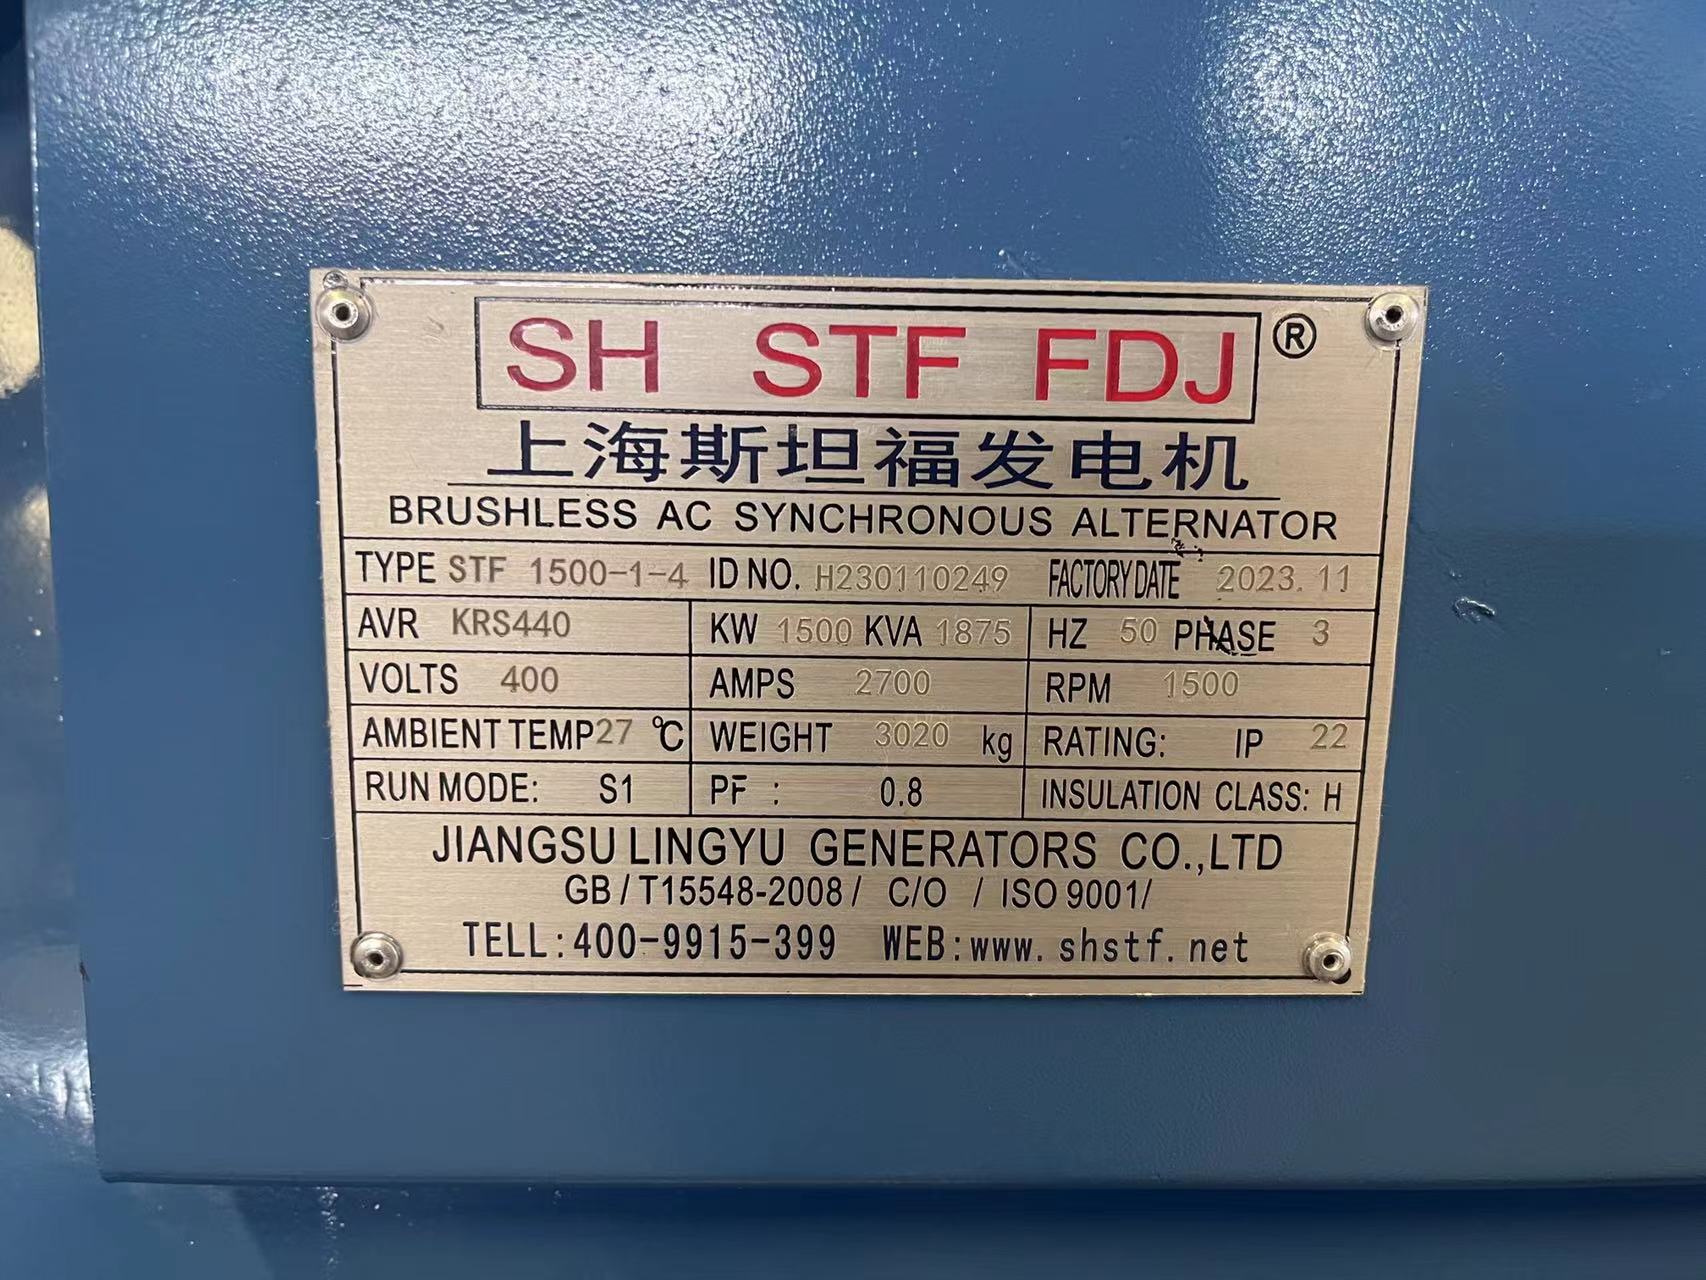 SH STF FDJ ®
上海斯坦福发电机
BRUSHLESS AC SYNCHRONOUS ALTERNATOR
TYPE STF 1500-1-4 ID NO. H230110249 FACTORY DATE 2023.11
AVR KRS440 KW 1500 KVA 1875 HZ 50 PHASE 3
VOLTS 400 AMPS 2700 RPM 1500
AMBIENT TEMP 27 ℃ WEIGHT 3020 kg RATING: IP 22
RUN MODE: S1 PF : 0.8 INSULATION CLASS: H
JIANGSU LINGYU GENERATORS CO.,LTD
GB/T15548-2008/ C/O / ISO 9001/
TELL:400-9915-399 WEB:www.shstf.net